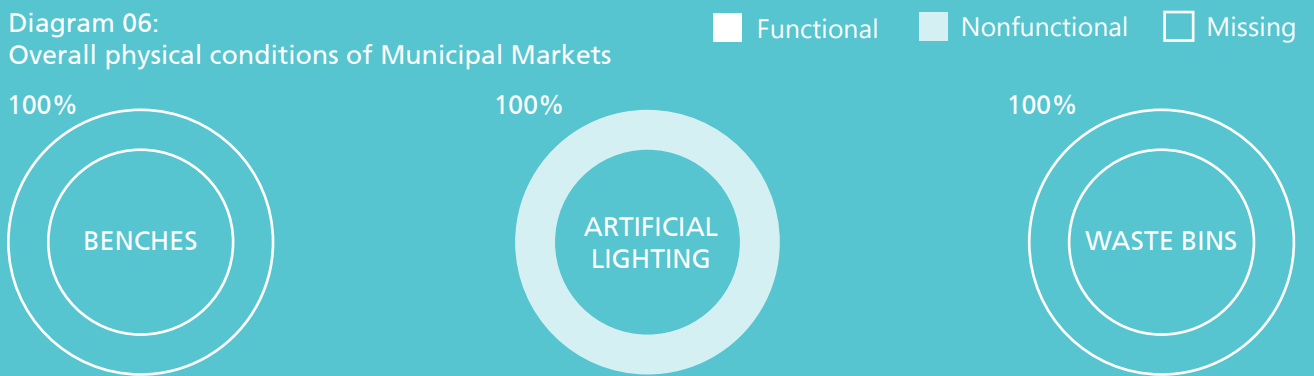 Diagram 06:
Overall physical conditions of Municipal Markets
Functional
Nonfunctional
Missing
100%
BENCHES
100%
ARTIFICIAL
LIGHTING
100%
WASTE BINS